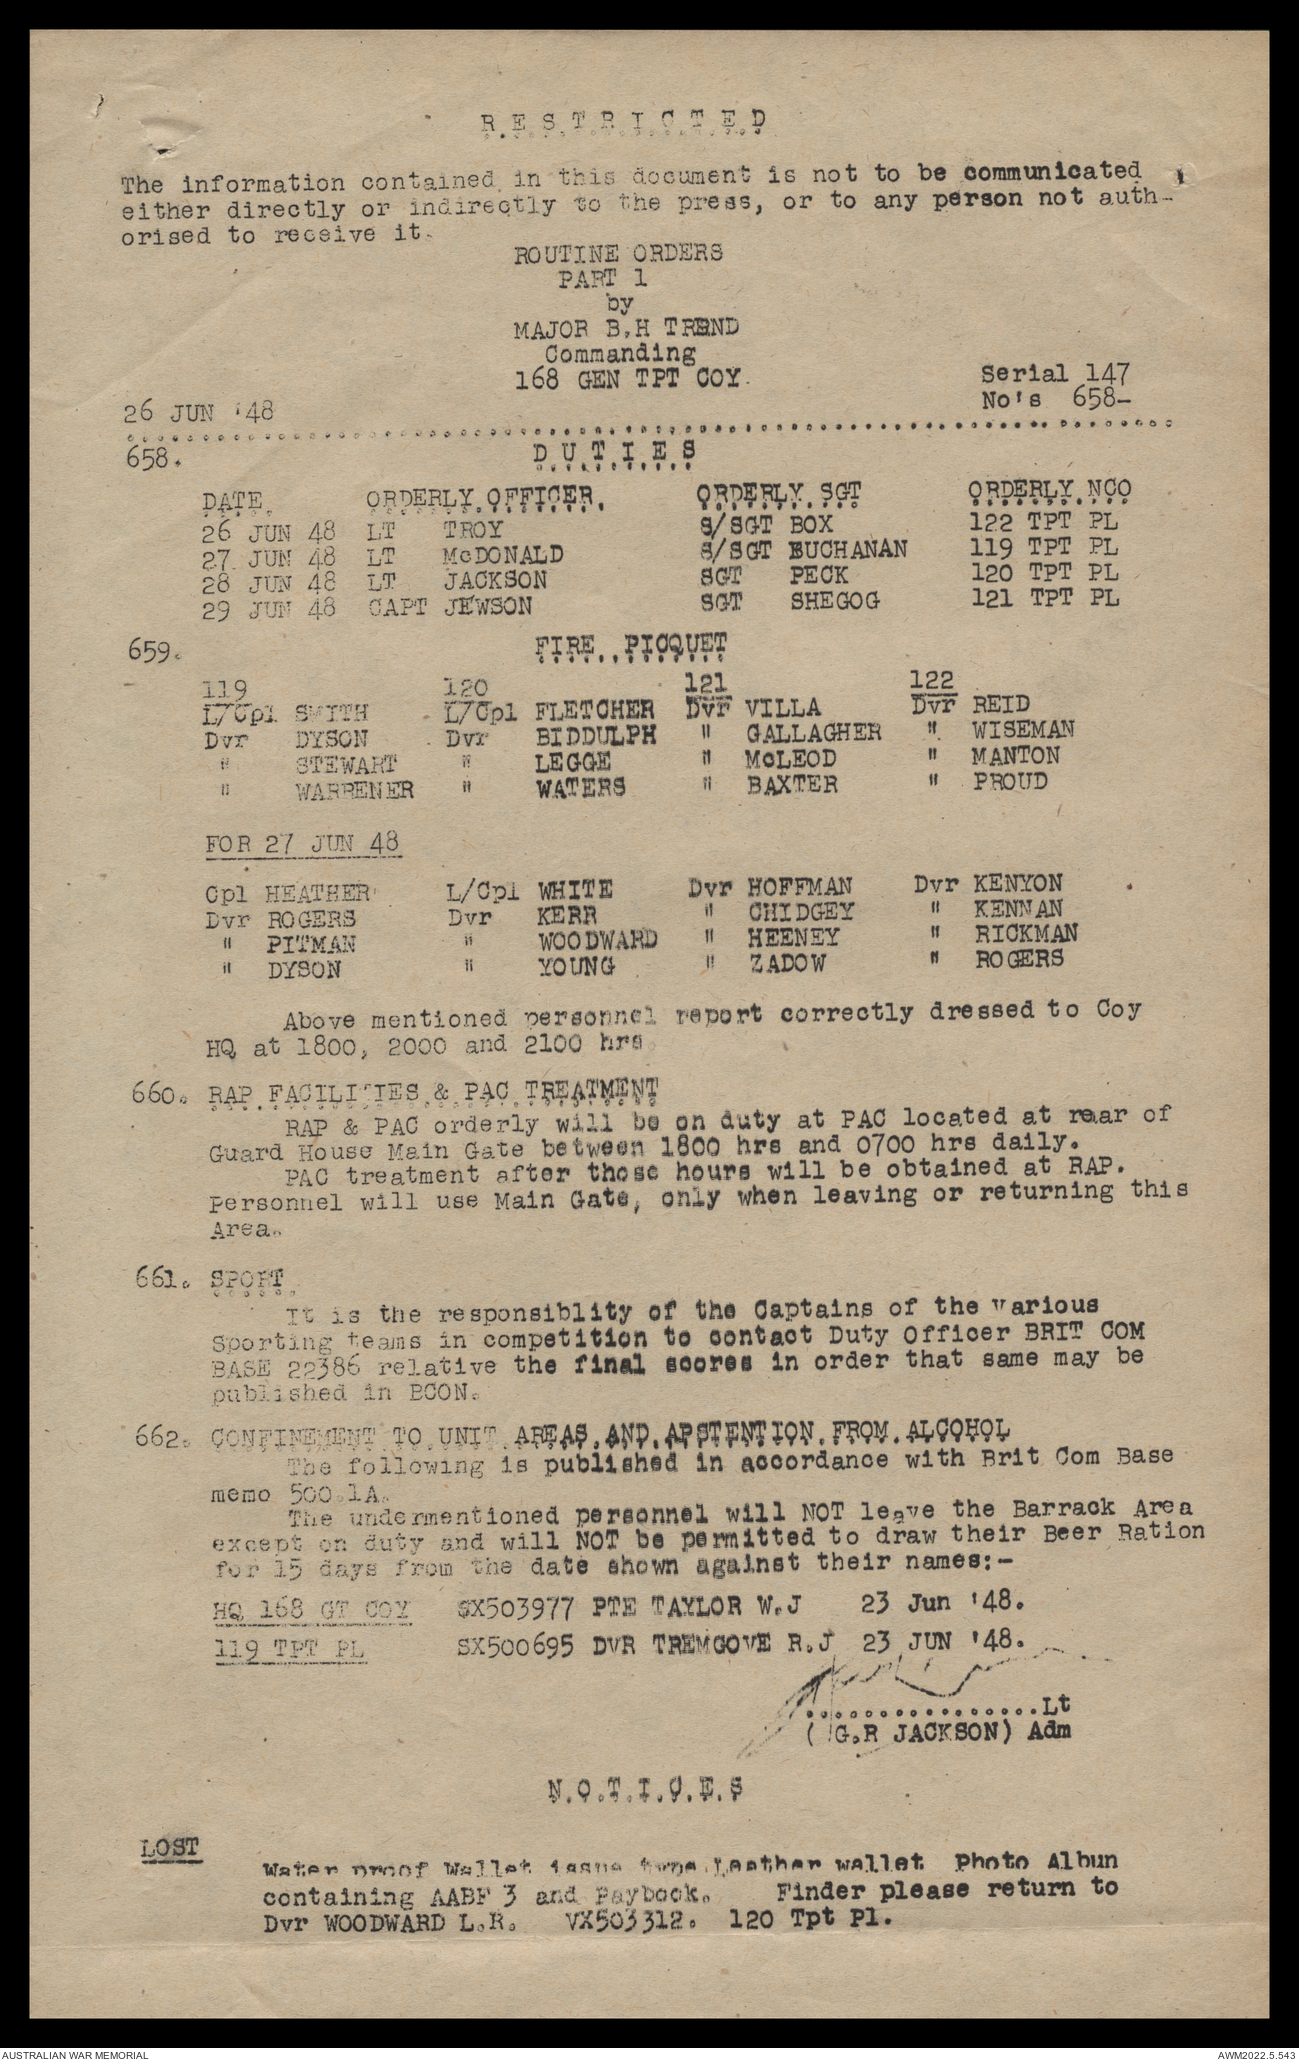 R E S T R I C T E D
The information contained in this document is not to be communicated
either directly or indirectly to the press, or to any person not auth-
orised to receive it.
ROUTINE ORDERS
PART 1
by
MAJOR B.H TREND
Commanding
168 GEN TPT COY.
Serial 147
No's 658-
26 JUN '48
658. D U T I E S
DATE ORDERLY OFFICER. ORDERLY SGT ORDERLY NCO
26 JUN 48 LT TROY S/SGT BOX 122 TPT PL
27 JUN 48 LT McDONALD S/SGT BUCHANAN 119 TPT PL
28 JUN 48 LT JACKSON SGT PECK 120 TPT PL
29 JUN 48 CAPT JEWSON SGT SHEGOG 121 TPT PL
659. FIRE PICQUET
119 120 121 122
L/Cpl SMITH L/Cpl FLETCHER Dvr VILLA Dvr REID
Dvr DYSON Dvr BIDDULPH " GALLAGHER " WISEMAN
" STEWART " LEGGE " McLEOD " MANTON
" WARRENER " WATERS " BAXTER " PROUD
FOR 27 JUN 48
Cpl HEATHER L/Cpl WHITE Dvr HOFFMAN Dvr KENYON
Dvr ROGERS Dvr KERR " CHIDGEY " KENNAN
" PITMAN " WOODWARD " HEENEY " RICKMAN
" DYSON " YOUNG " ZADOW " ROGERS
Above mentioned personnel report correctly dressed to Coy
HQ at 1800, 2000 and 2100 hrs
660. RAP FACILITIES & PAC TREATMENT
RAP & PAC orderly will be on duty at PAC located at rear of
Guard House Main Gate between 1800 hrs and 0700 hrs daily.
PAC treatment after those hours will be obtained at RAP.
Personnel will use Main Gate, only when leaving or returning this
Area.
661. SPORT
It is the responsiblity of the Captains of the various
Sporting teams in competition to contact Duty Officer BRIT COM
BASE 22386 relative the final scores in order that same may be
published in BCON.
662. CONFINEMENT TO UNIT AREAS AND APSTENTION FROM ALCOHOL
The following is published in accordance with Brit Com Base
memo 500.1A.
The undermentioned personnel will NOT leave the Barrack Area
except on duty and will NOT be permitted to draw their Beer Ration
for 15 days from the date shown against their names:-
HQ 168 GT COY SX503977 PTE TAYLOR W.J 23 Jun '48.
119 TPT PL SX500695 DVR TREMGOVE R.J 23 JUN '48.
.................Lt
( G.R JACKSON) Adm
N.O.T.I.C.E.S
LOST
Water proof Wallet issue type Leather wallet Photo Albun
containing AABF 3 and Paybook. Finder please return to
Dvr WOODWARD L.R. VX503312. 120 Tpt Pl.
AUSTRALIAN WAR MEMORIAL AWM2022.5.543